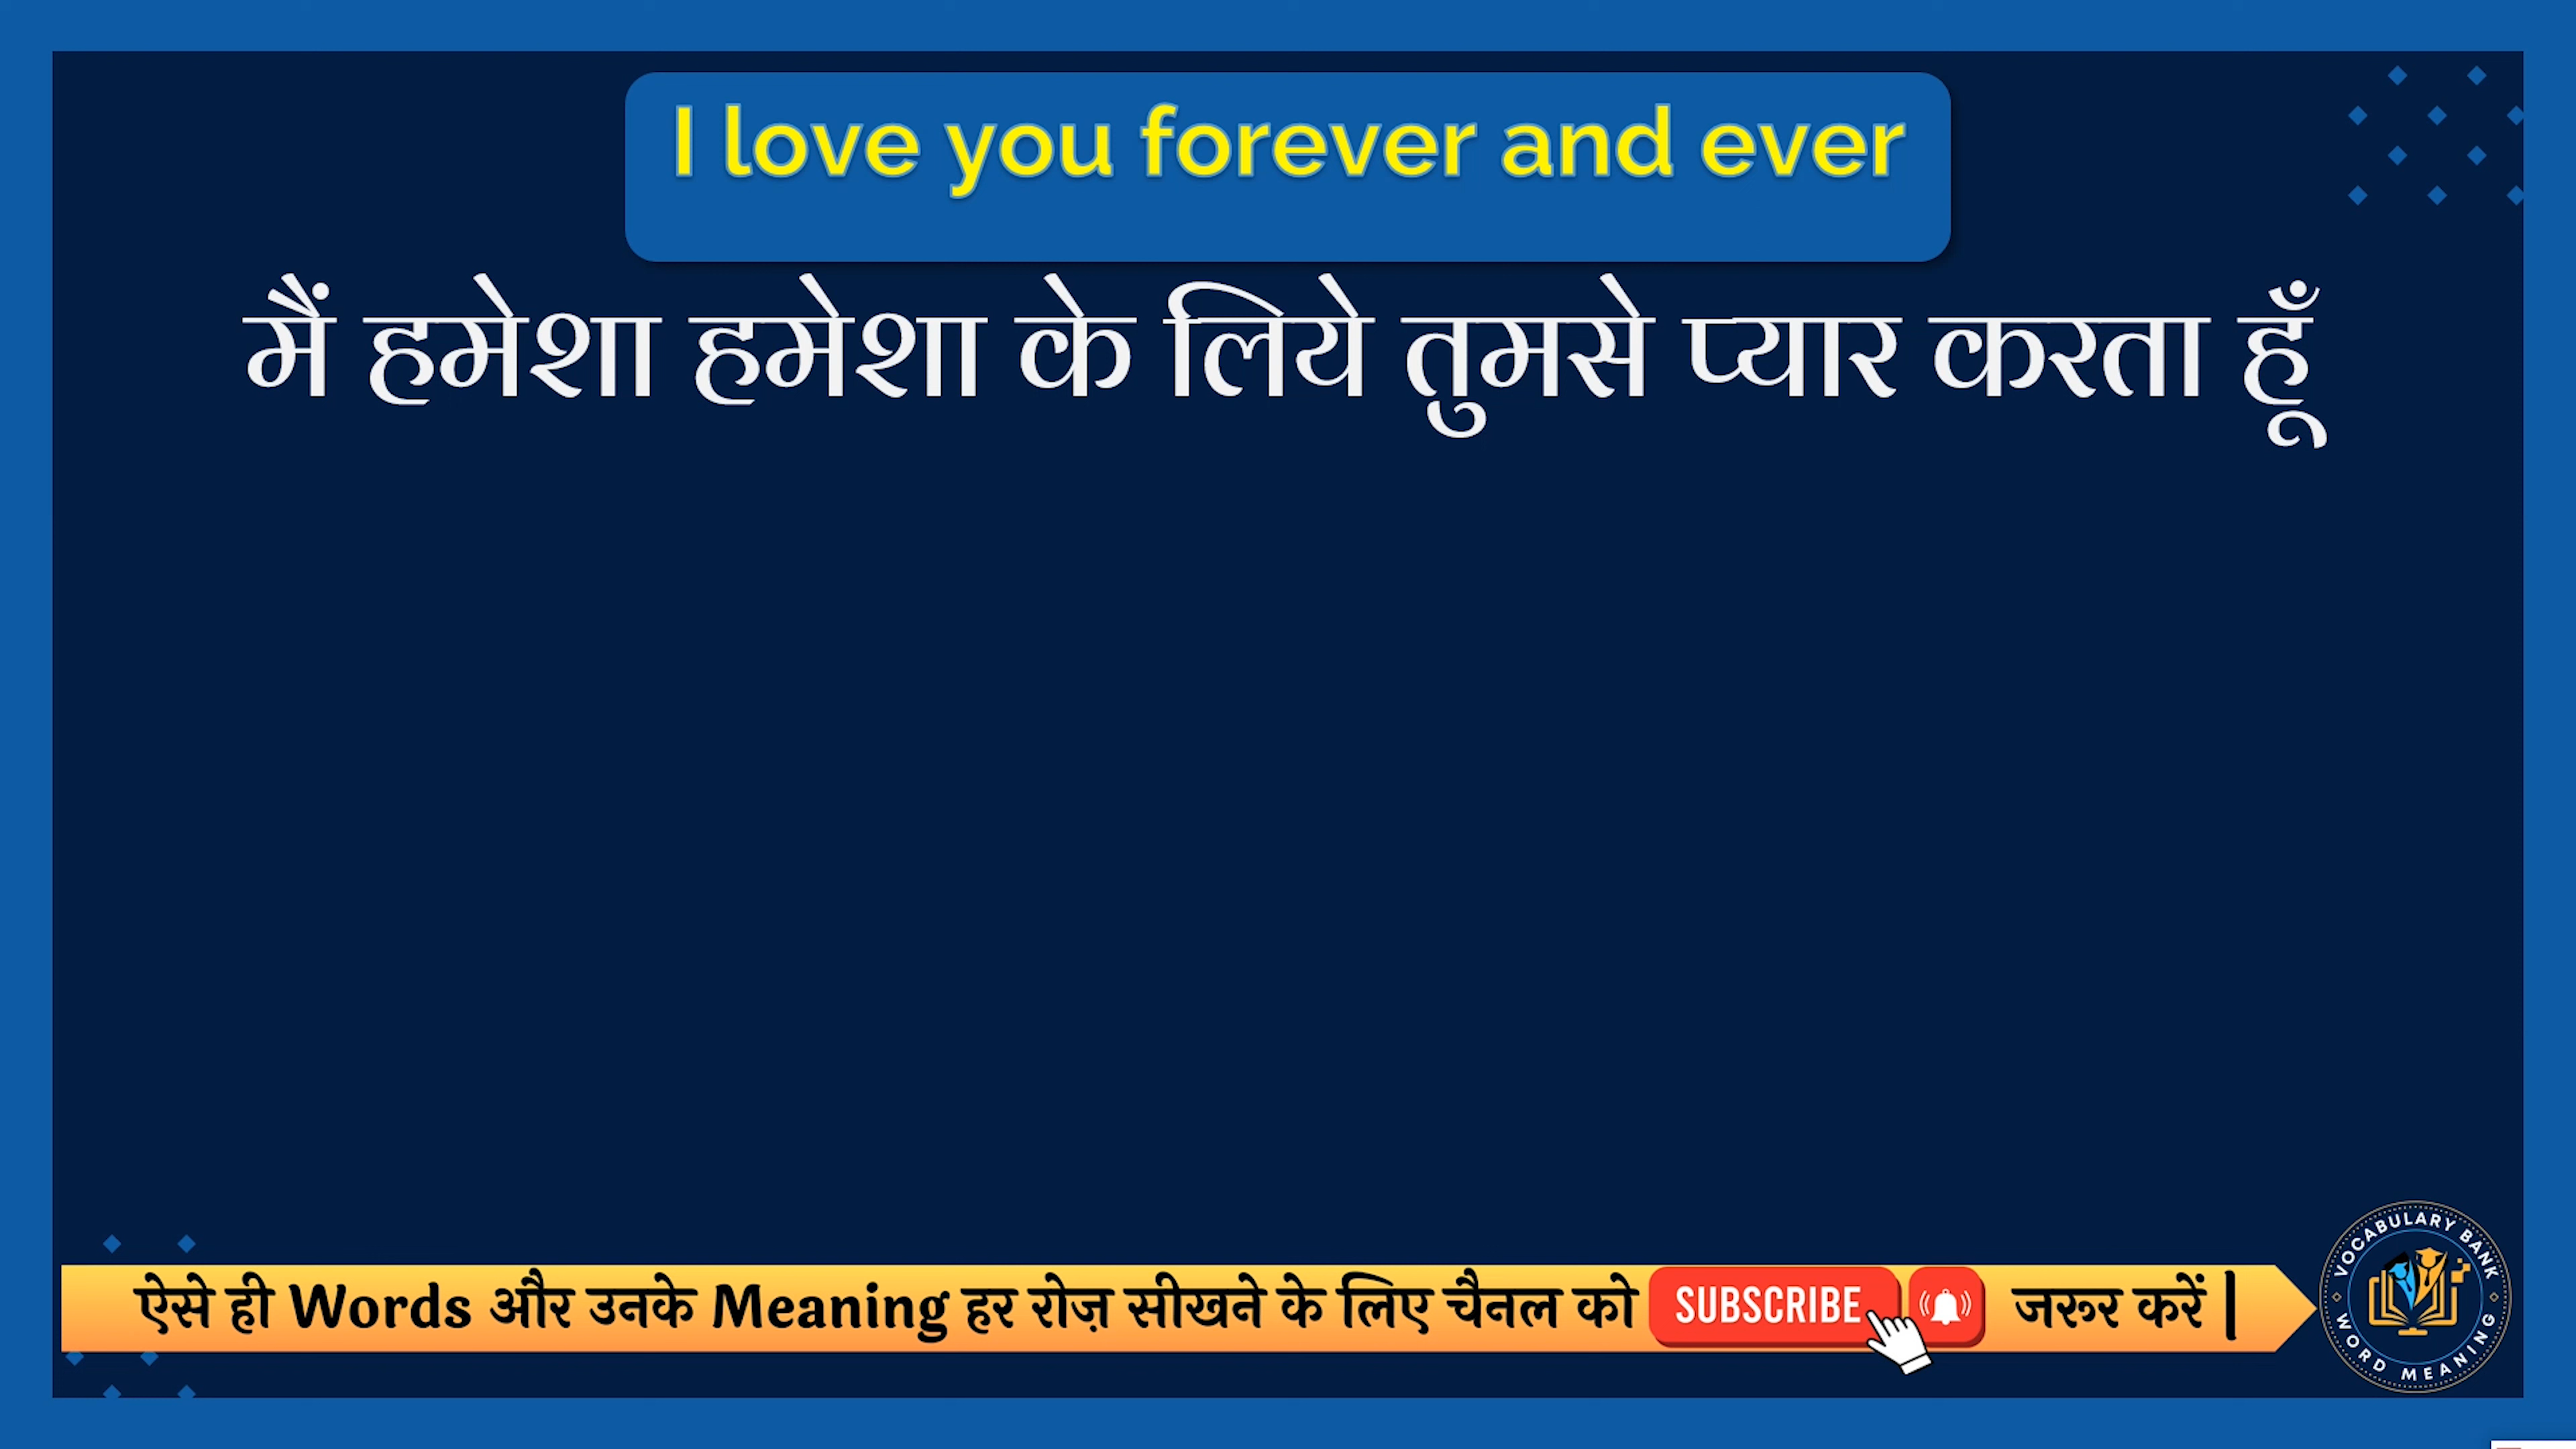 I love you forever and ever
मैं हमेशा हमेशा के लिये तुमसे प्यार करता हूँ
ऐसे ही Words और उनके Meaning हर रोज़ सीखने के लिए चैनल को SUBSCRIBE जरूर करें |
VOCABULARY BANK
WORD MEANING